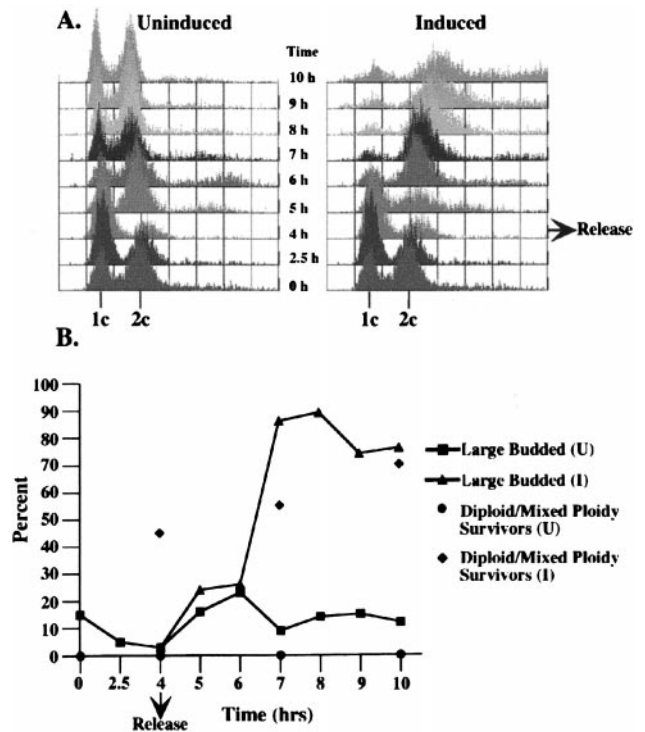 A.
Uninduced
Induced
Time
10 h
9 h
8 h
7 h
6 h
5 h
4 h
2.5 h
0 h
Release
1c
2c
1c
2c
B.
100
90
80
70
60
50
40
30
20
10
0
Percent
0
2.5
4
5
6
7
8
9
10
Release
Time (hrs)
Large Budded (U)
Large Budded (I)
Diploid/Mixed Ploidy
Survivors (U)
Diploid/Mixed Ploidy
Survivors (I)